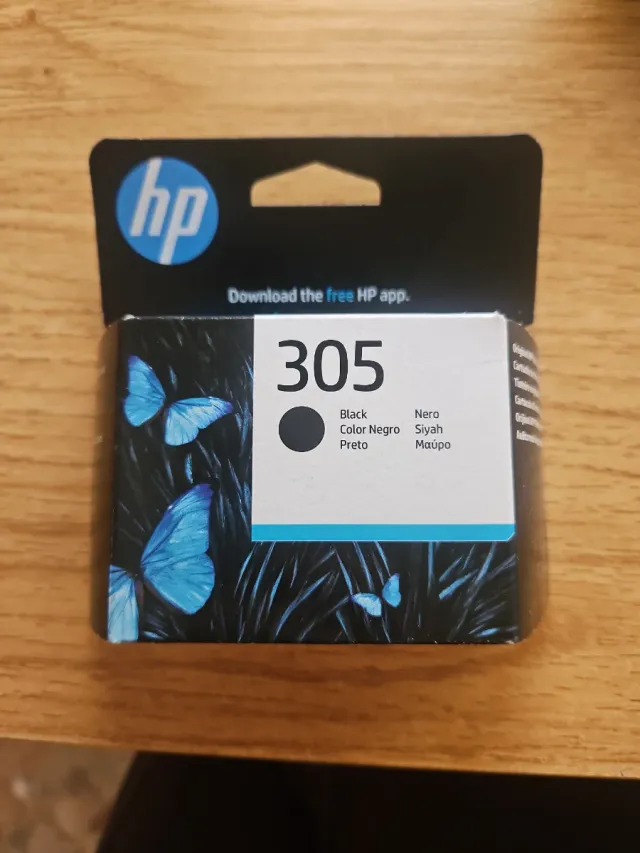 hp
Download the free HP app.
305
Black
Color Negro
Preto
Nero
Siyah
Μαύρο